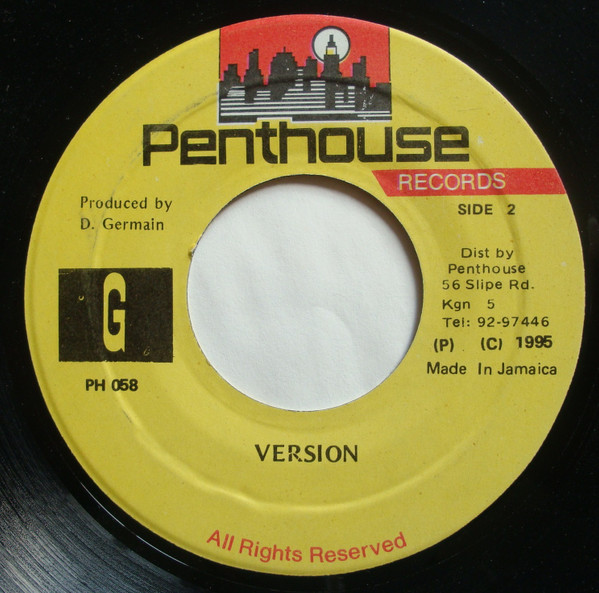 Penthouse
RECORDS
Produced by
D. Germain
SIDE 2
Dist by
Penthouse
56 Slipe Rd.
Kgn 5
Tel: 92-97446
(P) (C) 1995
Made In Jamaica
G
PH 058
VERSION
All Rights Reserved